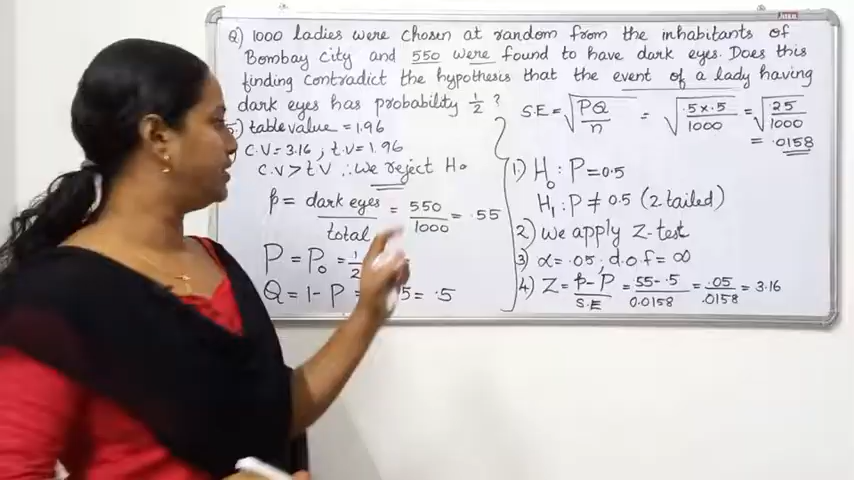 Q) 1000 ladies were chosen at random from the inhabitants of
Bombay city and 550 were found to have dark eyes. Does this
finding contradict the hypothesis that the event of a lady having
dark eyes has probability 1/2 ?
S.E = √(PQ/n) = √(.5x.5/1000) = √(.25/1000)
= .0158
5) table value = 1.96
C.V = 3.16 ; t.V = 1.96
C.V > t.V ∴ We reject H₀
p = dark eyes/total = 550/1000 = .55
P = P₀ = 1/2
Q = 1 - P = .5 = .5
1) H₀ : P = 0.5
H₁ : P ≠ 0.5 (2 tailed)
2) We apply Z-test
3) α = .05, d.o.f = ∞
4) Z = p - P/S.E = .55 - .5/0.0158 = .05/.0158 = 3.16